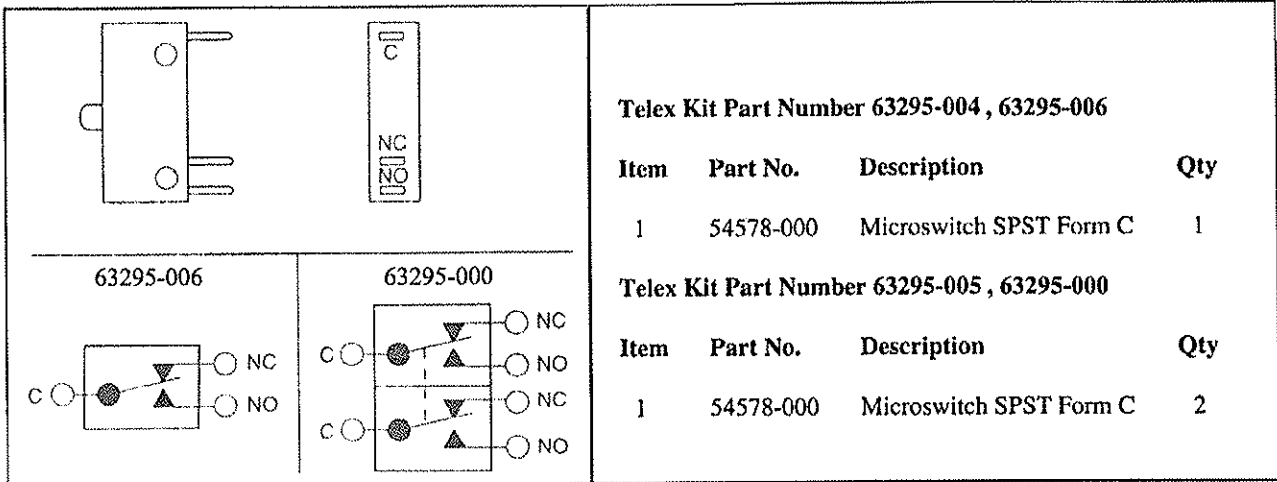 C
NC
NO
63295-006
C
NC
NO
63295-000
C
NC
NO
C
NC
NO
Telex Kit Part Number 63295-004 , 63295-006
Item Part No. Description Qty
1 54578-000 Microswitch SPST Form C 1
Telex Kit Part Number 63295-005 , 63295-000
Item Part No. Description Qty
1 54578-000 Microswitch SPST Form C 2